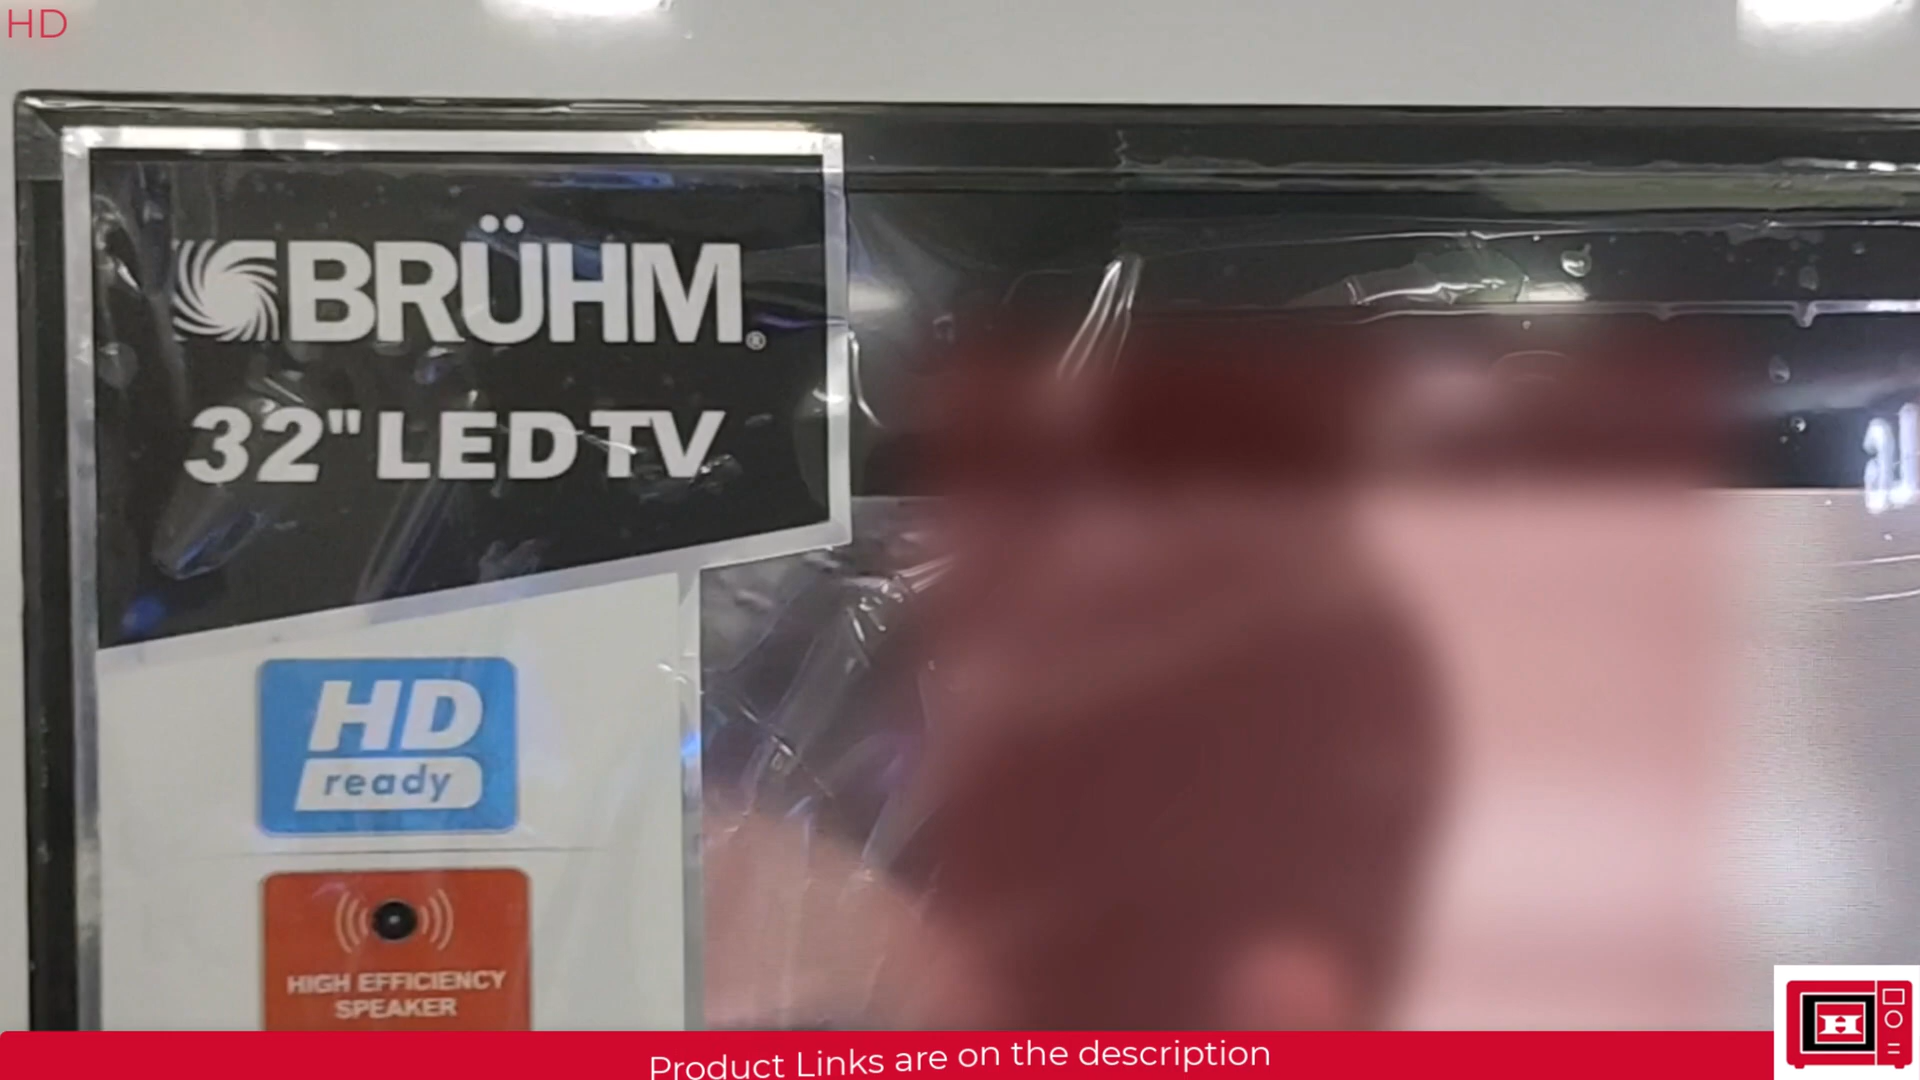 HD
BRÜHM®
32" LED TV
HD
ready
HIGH EFFICIENCY
SPEAKER
Product Links are on the description
H